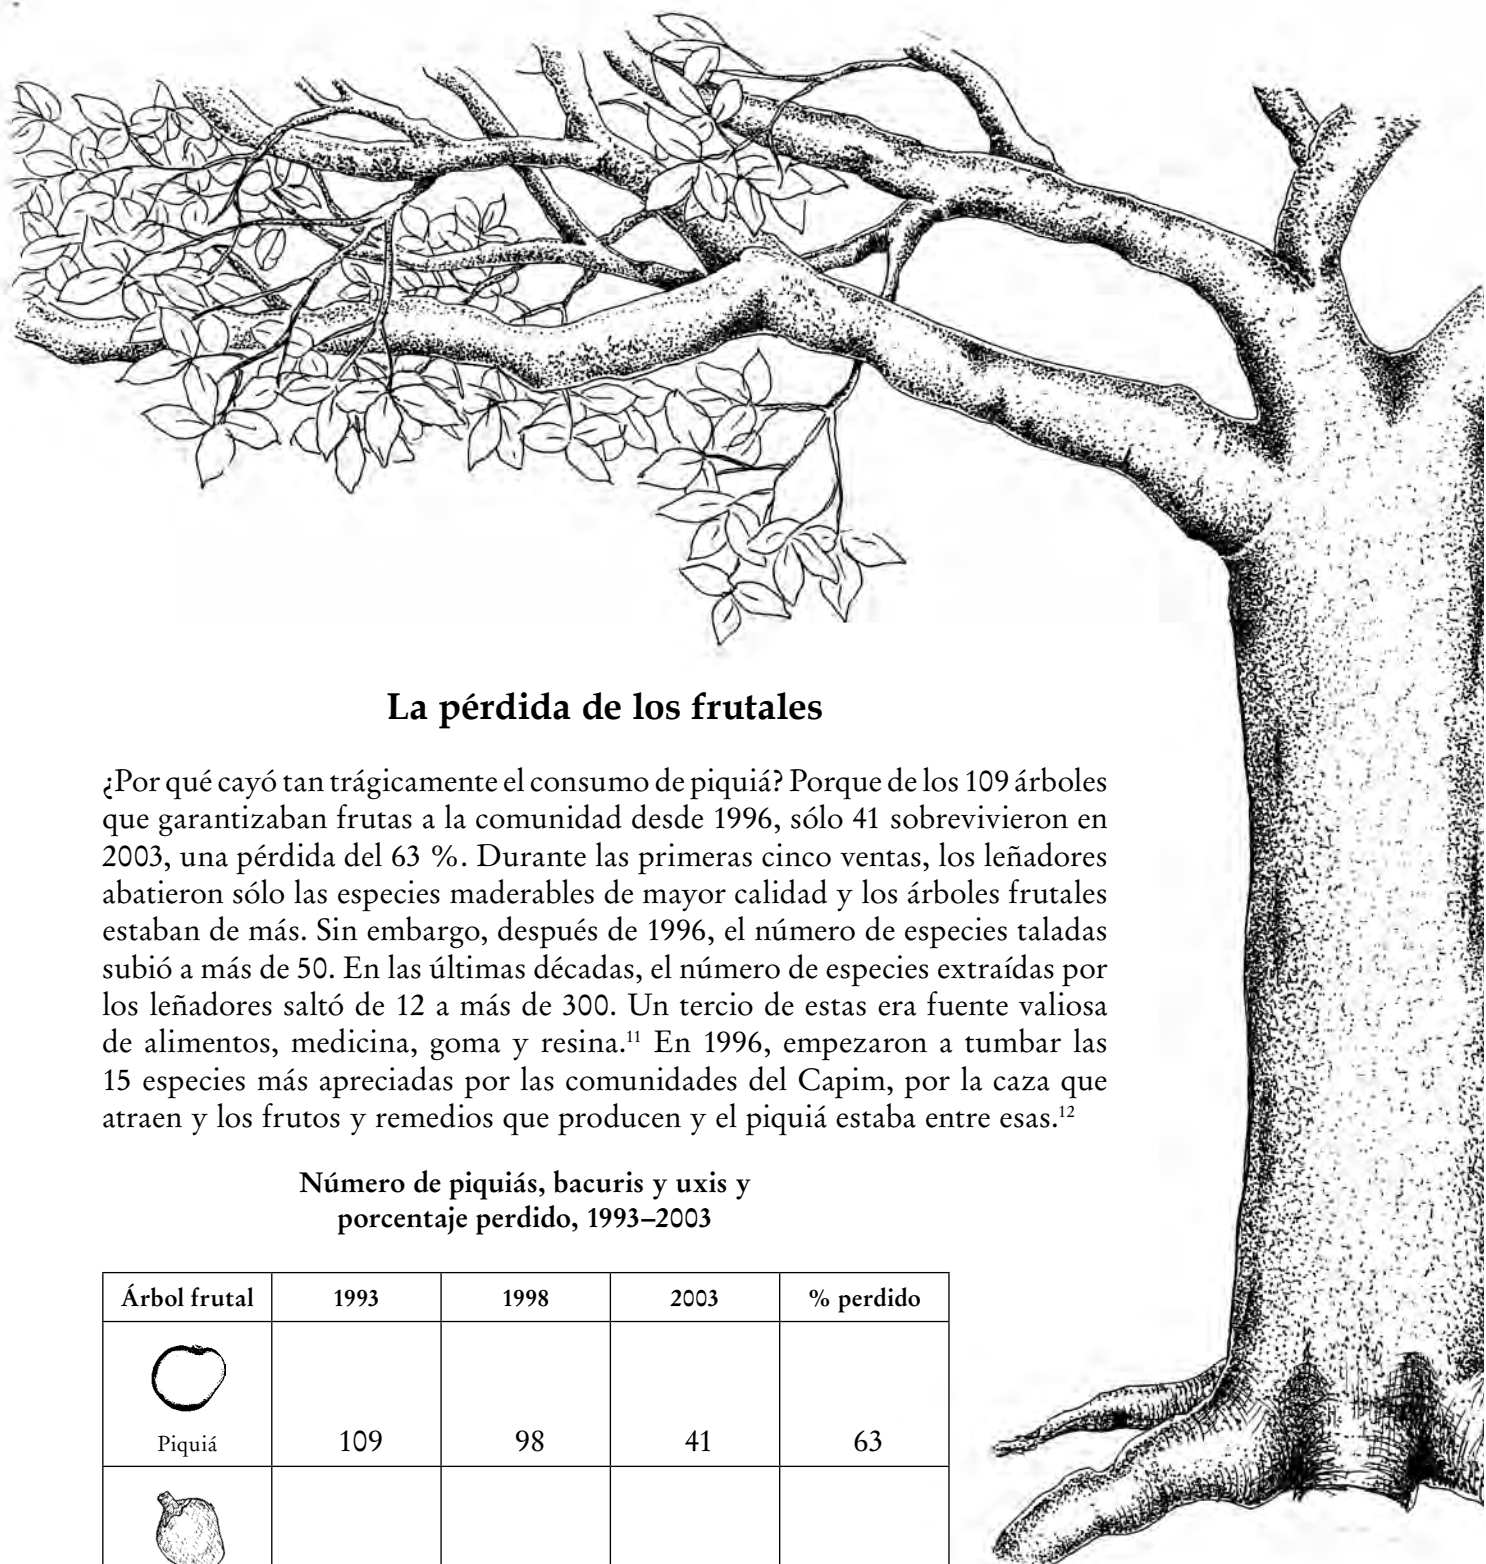 La pérdida de los frutales
¿Por qué cayó tan trágicamente el consumo de piquiá? Porque de los 109 árboles
que garantizaban frutas a la comunidad desde 1996, sólo 41 sobrevivieron en
2003, una pérdida del 63 %. Durante las primeras cinco ventas, los leñadores
abatieron sólo las especies maderables de mayor calidad y los árboles frutales
estaban de más. Sin embargo, después de 1996, el número de especies taladas
subió a más de 50. En las últimas décadas, el número de especies extraídas por
los leñadores saltó de 12 a más de 300. Un tercio de estas era fuente valiosa
de alimentos, medicina, goma y resina.¹¹ En 1996, empezaron a tumbar las
15 especies más apreciadas por las comunidades del Capim, por la caza que
atraen y los frutos y remedios que producen y el piquiá estaba entre esas.¹²
Número de piquiás, bacuris y uxis y
porcentaje perdido, 1993–2003
Árbol frutal 1993 1998 2003 % perdido
Piquiá 109 98 41 63